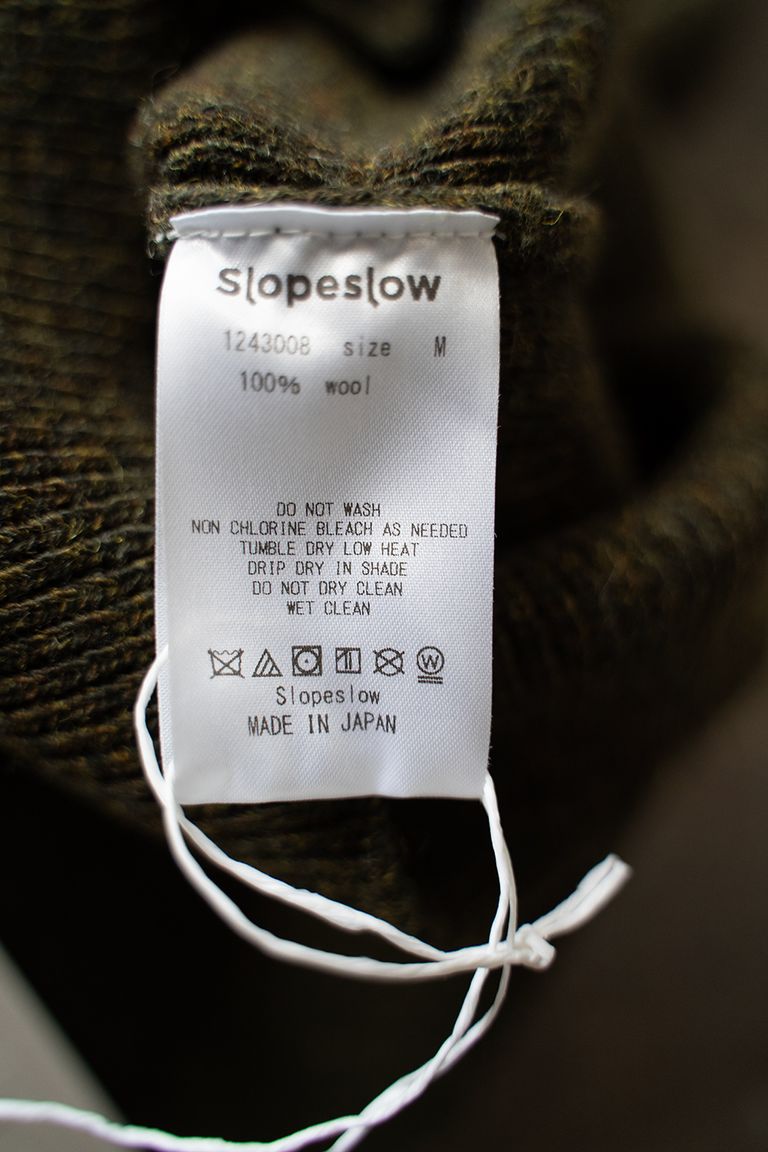 Slopeslow
1243008 size M
100% wool
DO NOT WASH
NON CHLORINE BLEACH AS NEEDED
TUMBLE DRY LOW HEAT
DRIP DRY IN SHADE
DO NOT DRY CLEAN
WET CLEAN
W
Slopeslow
MADE IN JAPAN